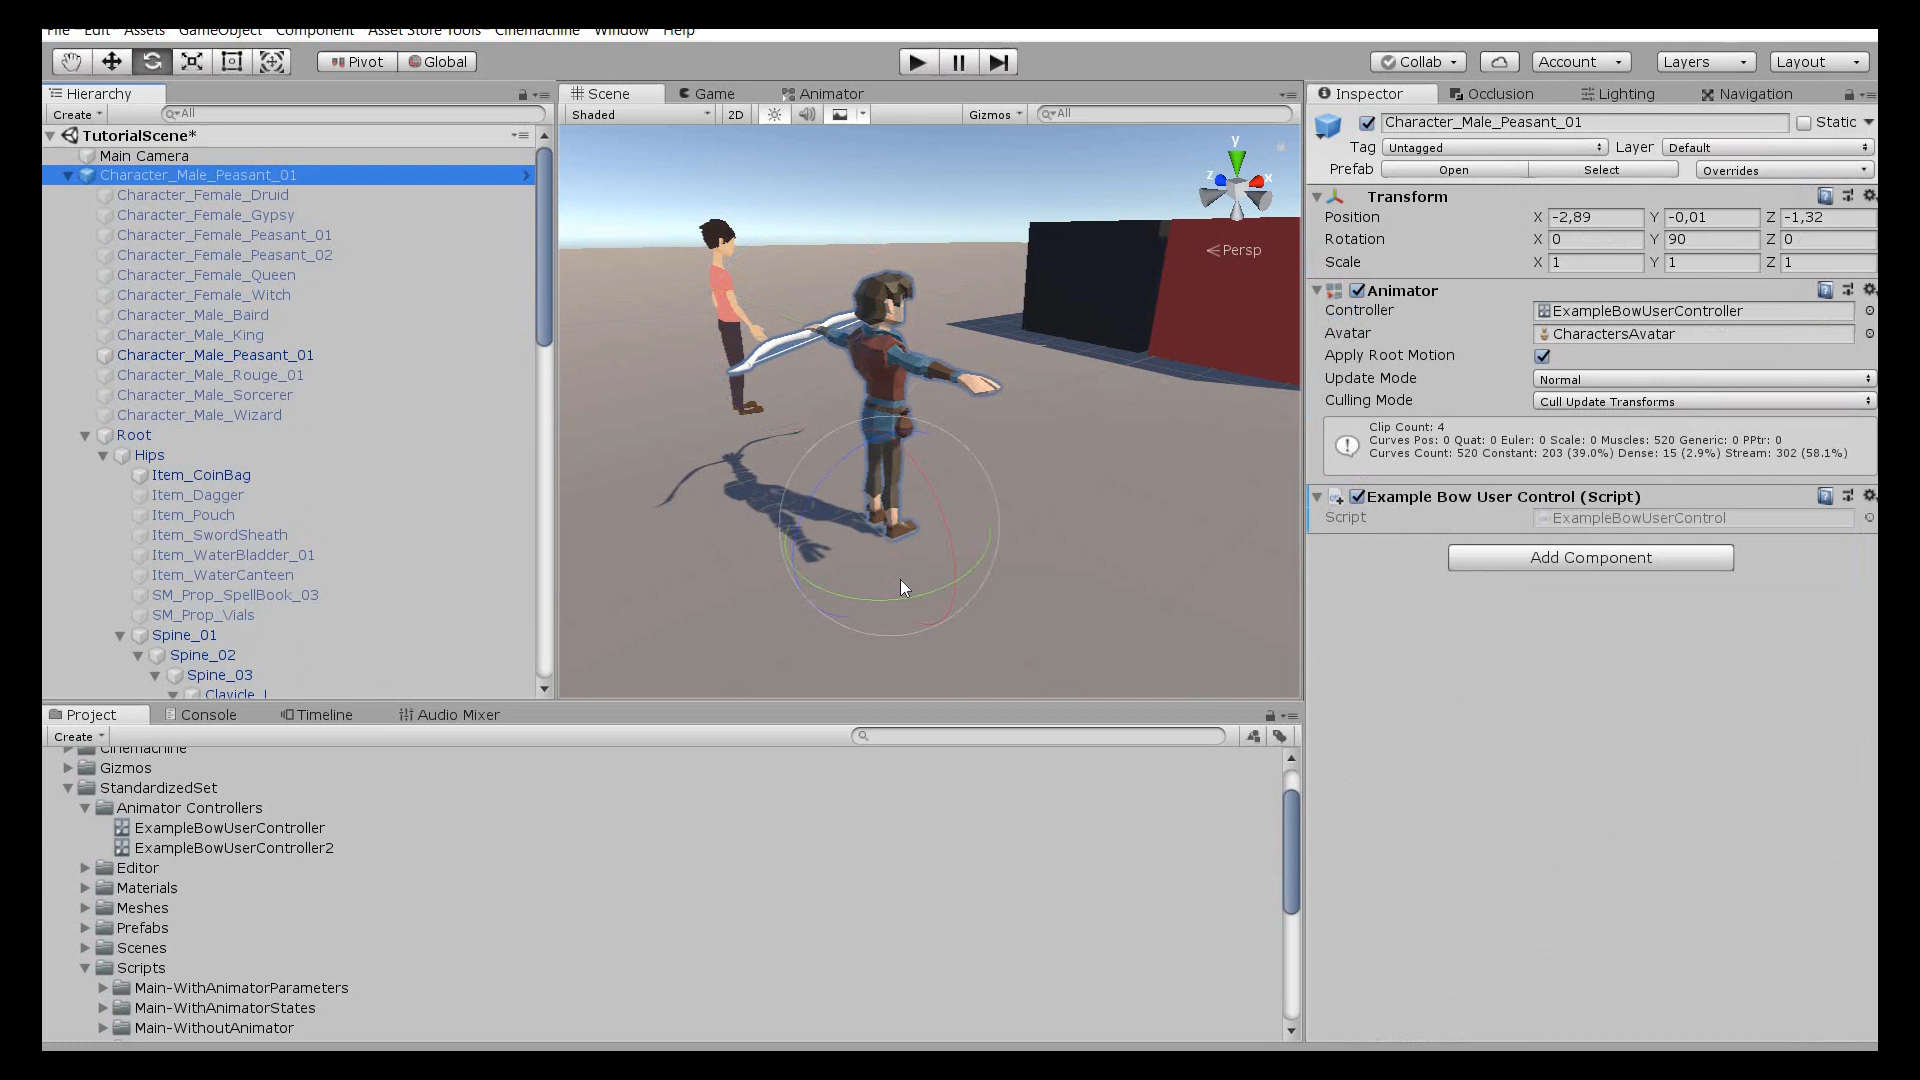 File Edit Assets GameObject Component Asset Store Tools Cinemachine Window Help
Pivot Global Collab Account Layers Layout
Hierarchy
Create All
TutorialScene*
Main Camera
Character_Male_Peasant_01
Character_Female_Druid
Character_Female_Gypsy
Character_Female_Peasant_01
Character_Female_Peasant_02
Character_Female_Queen
Character_Female_Witch
Character_Male_Baird
Character_Male_King
Character_Male_Peasant_01
Character_Male_Rouge_01
Character_Male_Sorcerer
Character_Male_Wizard
Root
Hips
Item_CoinBag
Item_Dagger
Item_Pouch
Item_SwordSheath
Item_WaterBladder_01
Item_WaterCanteen
SM_Prop_SpellBook_03
SM_Prop_Vials
Spine_01
Spine_02
Spine_03
Clavicle_L
Scene Game Animator
Shaded 2D Gizmos All
y
z x
Persp
Inspector Occlusion Lighting Navigation
Character_Male_Peasant_01 Static
Tag Untagged Layer Default
Prefab Open Select Overrides
Transform
Position X -2,89 Y -0,01 Z -1,32
Rotation X 0 Y 90 Z 0
Scale X 1 Y 1 Z 1
Animator
Controller ExampleBowUserController
Avatar CharactersAvatar
Apply Root Motion
Update Mode Normal
Culling Mode Cull Update Transforms
Clip Count: 4
Curves Pos: 0 Quat: 0 Euler: 0 Scale: 0 Muscles: 520 Generic: 0 PPtr: 0
Curves Count: 520 Constant: 203 (39.0%) Dense: 15 (2.9%) Stream: 302 (58.1%)
Example Bow User Control (Script)
Script ExampleBowUserControl
Add Component
Project Console Timeline Audio Mixer
Create
Cinemachine
Gizmos
StandardizedSet
Animator Controllers
ExampleBowUserController
ExampleBowUserController2
Editor
Materials
Meshes
Prefabs
Scenes
Scripts
Main-WithAnimatorParameters
Main-WithAnimatorStates
Main-WithoutAnimator